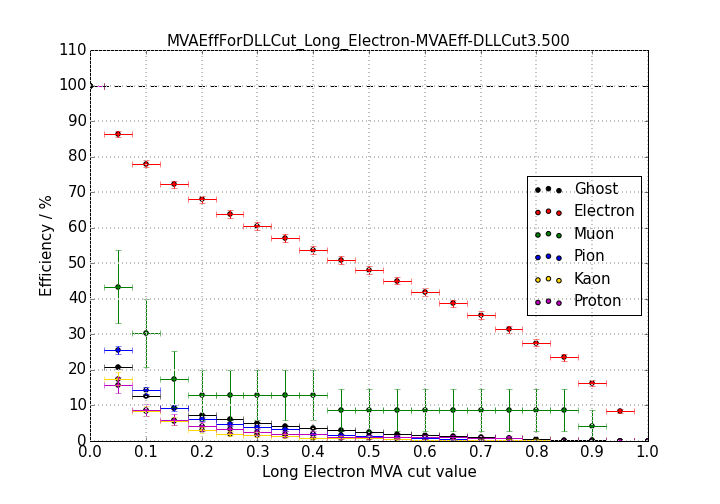 MVAEffForDLLCut_Long_Electron-MVAEff-DLLCut3.500
110
100
90
80
70
60
50
40
30
20
10
0
Efficiency / %
Ghost
Electron
Muon
Pion
Kaon
Proton
0.0 0.1 0.2 0.3 0.4 0.5 0.6 0.7 0.8 0.9 1.0
Long Electron MVA cut value